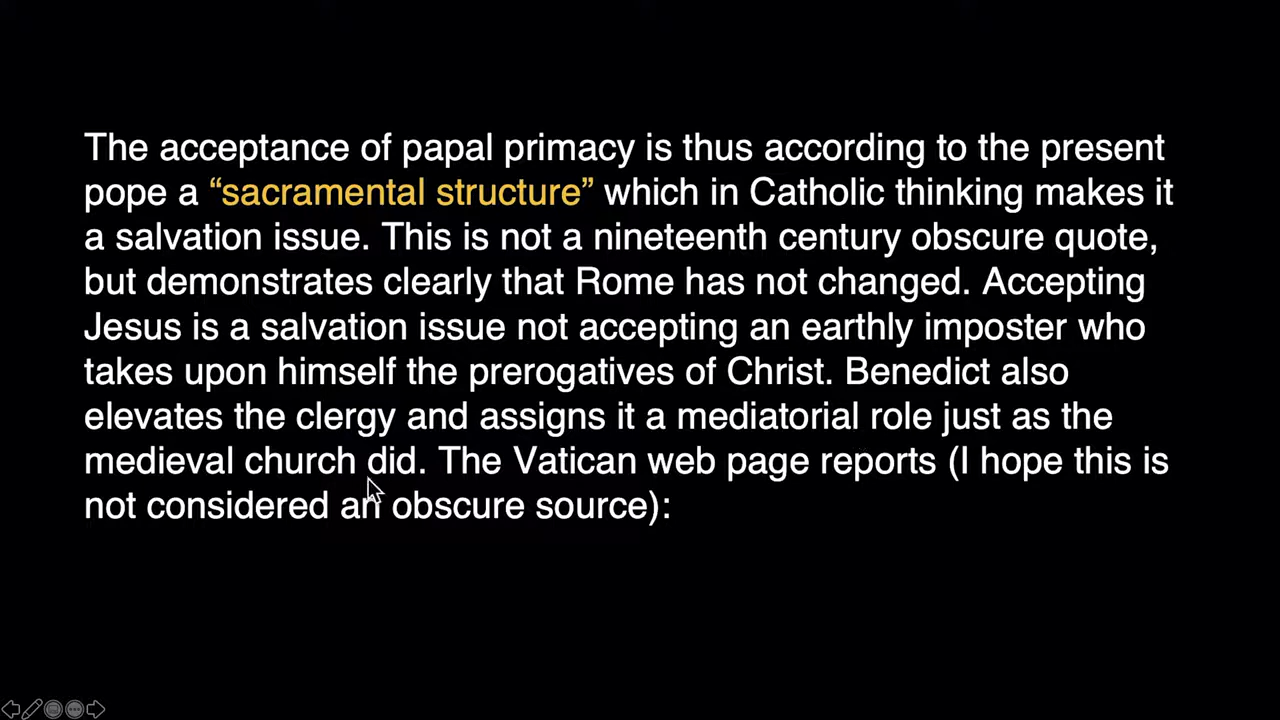 The acceptance of papal primacy is thus according to the present
pope a “sacramental structure” which in Catholic thinking makes it
a salvation issue. This is not a nineteenth century obscure quote,
but demonstrates clearly that Rome has not changed. Accepting
Jesus is a salvation issue not accepting an earthly imposter who
takes upon himself the prerogatives of Christ. Benedict also
elevates the clergy and assigns it a mediatorial role just as the
medieval church did. The Vatican web page reports (I hope this is
not considered an obscure source):